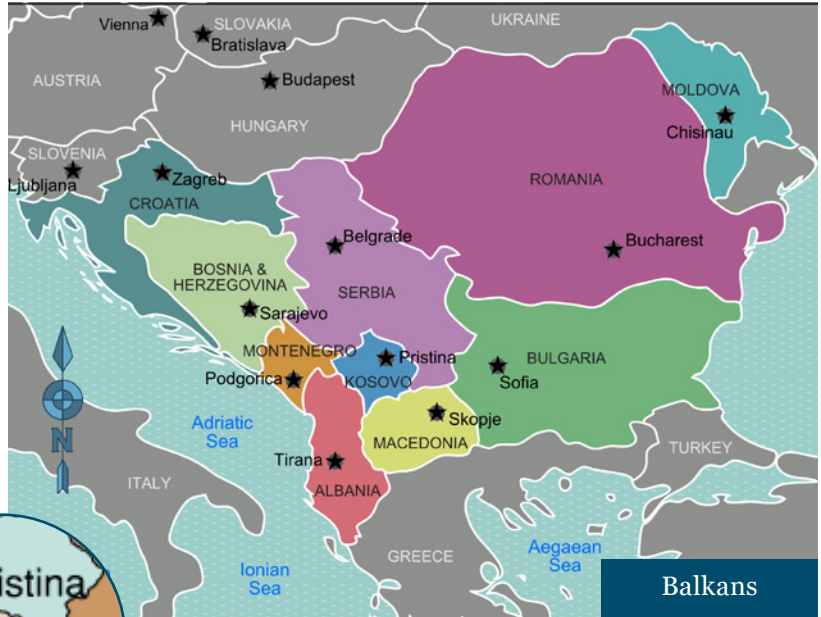 UKRAINE
SLOVAKIA
Vienna
Bratislava
AUSTRIA
Budapest
MOLDOVA
HUNGARY
Chisinau
SLOVENIA
Ljubljana
Zagreb
ROMANIA
CROATIA
Belgrade
Bucharest
BOSNIA &
HERZEGOVINA
SERBIA
Sarajevo
MONTENEGRO
Pristina
BULGARIA
Podgorica
KOSOVO
Sofia
Adriatic
Sea
Skopje
MACEDONIA
N
TURKEY
Tirana
ITALY
ALBANIA
GREECE
Aegaean
Sea
Ionian
Sea
istina
Balkans